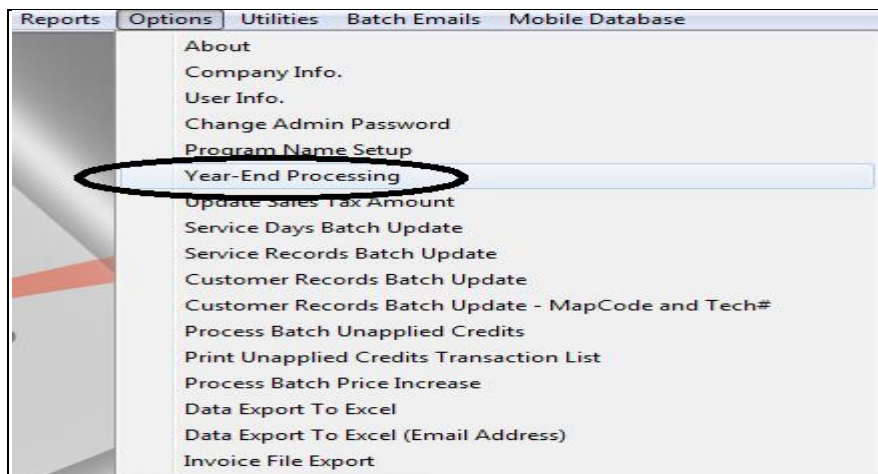 Reports Options Utilities Batch Emails Mobile Database
About
Company Info.
User Info.
Change Admin Password
Program Name Setup
Year-End Processing
Update Sales Tax Amount
Service Days Batch Update
Service Records Batch Update
Customer Records Batch Update
Customer Records Batch Update - MapCode and Tech#
Process Batch Unapplied Credits
Print Unapplied Credits Transaction List
Process Batch Price Increase
Data Export To Excel
Data Export To Excel (Email Address)
Invoice File Export